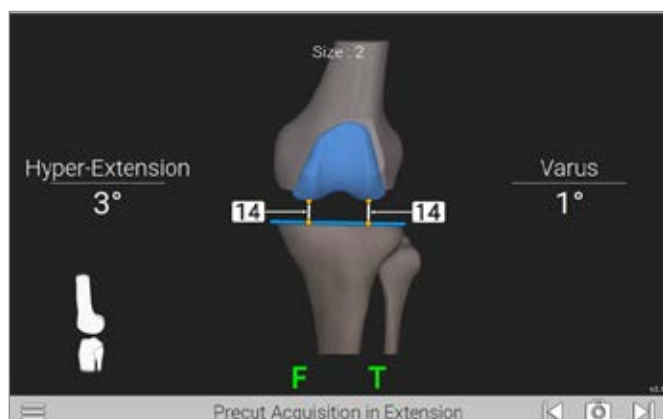 Size : 2
Hyper-Extension
3°
Varus
1°
14
14
F
T
Precut Acquisition in Extension